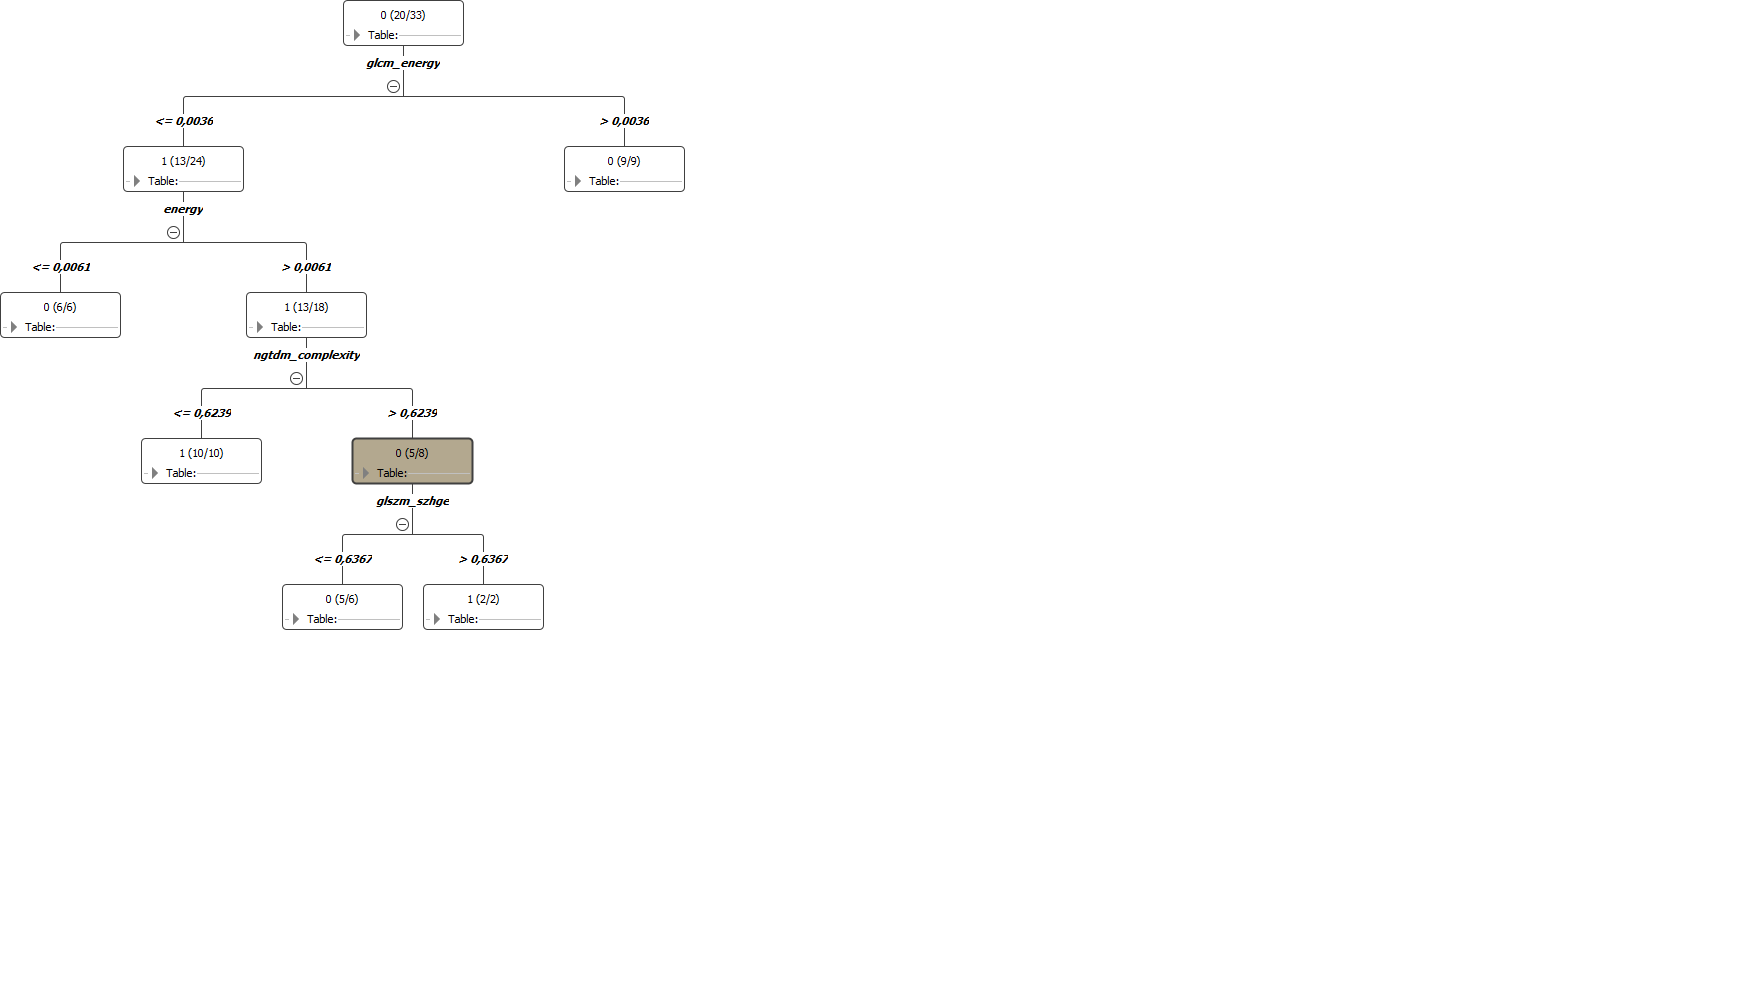 0 (20/33)
Table:
glcm_energy
<= 0,0036
> 0,0036
1 (13/24)
Table:
0 (9/9)
Table:
energy
<= 0,0061
> 0,0061
0 (6/6)
Table:
1 (13/18)
Table:
ngtdm_complexity
<= 0,6239
> 0,6239
1 (10/10)
Table:
0 (5/8)
Table:
glszm_szhge
<= 0,6367
> 0,6367
0 (5/6)
Table:
1 (2/2)
Table: